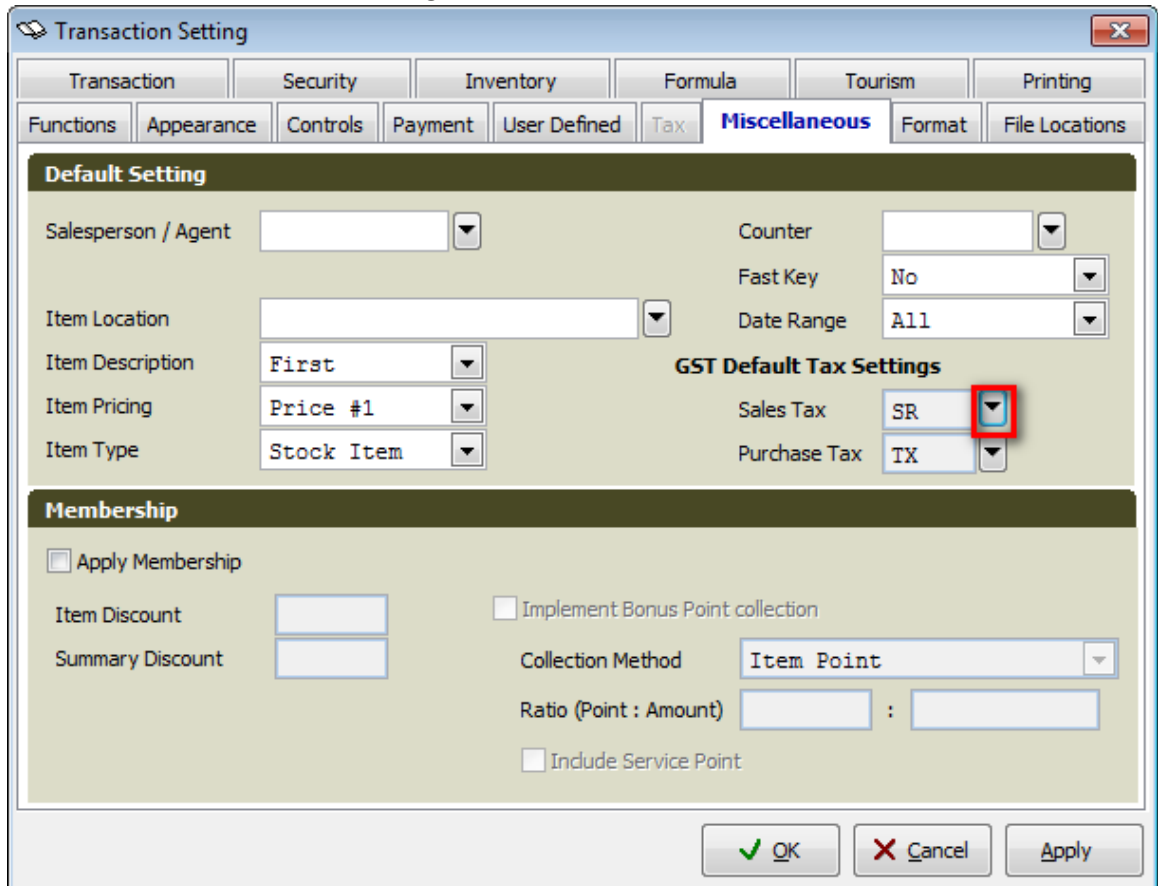 Transaction Setting
Transaction Security Inventory Formula Tourism Printing
Functions Appearance Controls Payment User Defined Tax Miscellaneous Format File Locations
Default Setting
Salesperson / Agent Counter
Fast Key No
Item Location Date Range All
Item Description First GST Default Tax Settings
Item Pricing Price #1 Sales Tax SR
Item Type Stock Item Purchase Tax TX
Membership
Apply Membership
Item Discount Implement Bonus Point collection
Summary Discount Collection Method Item Point
Ratio (Point : Amount) :
Include Service Point
OK Cancel Apply